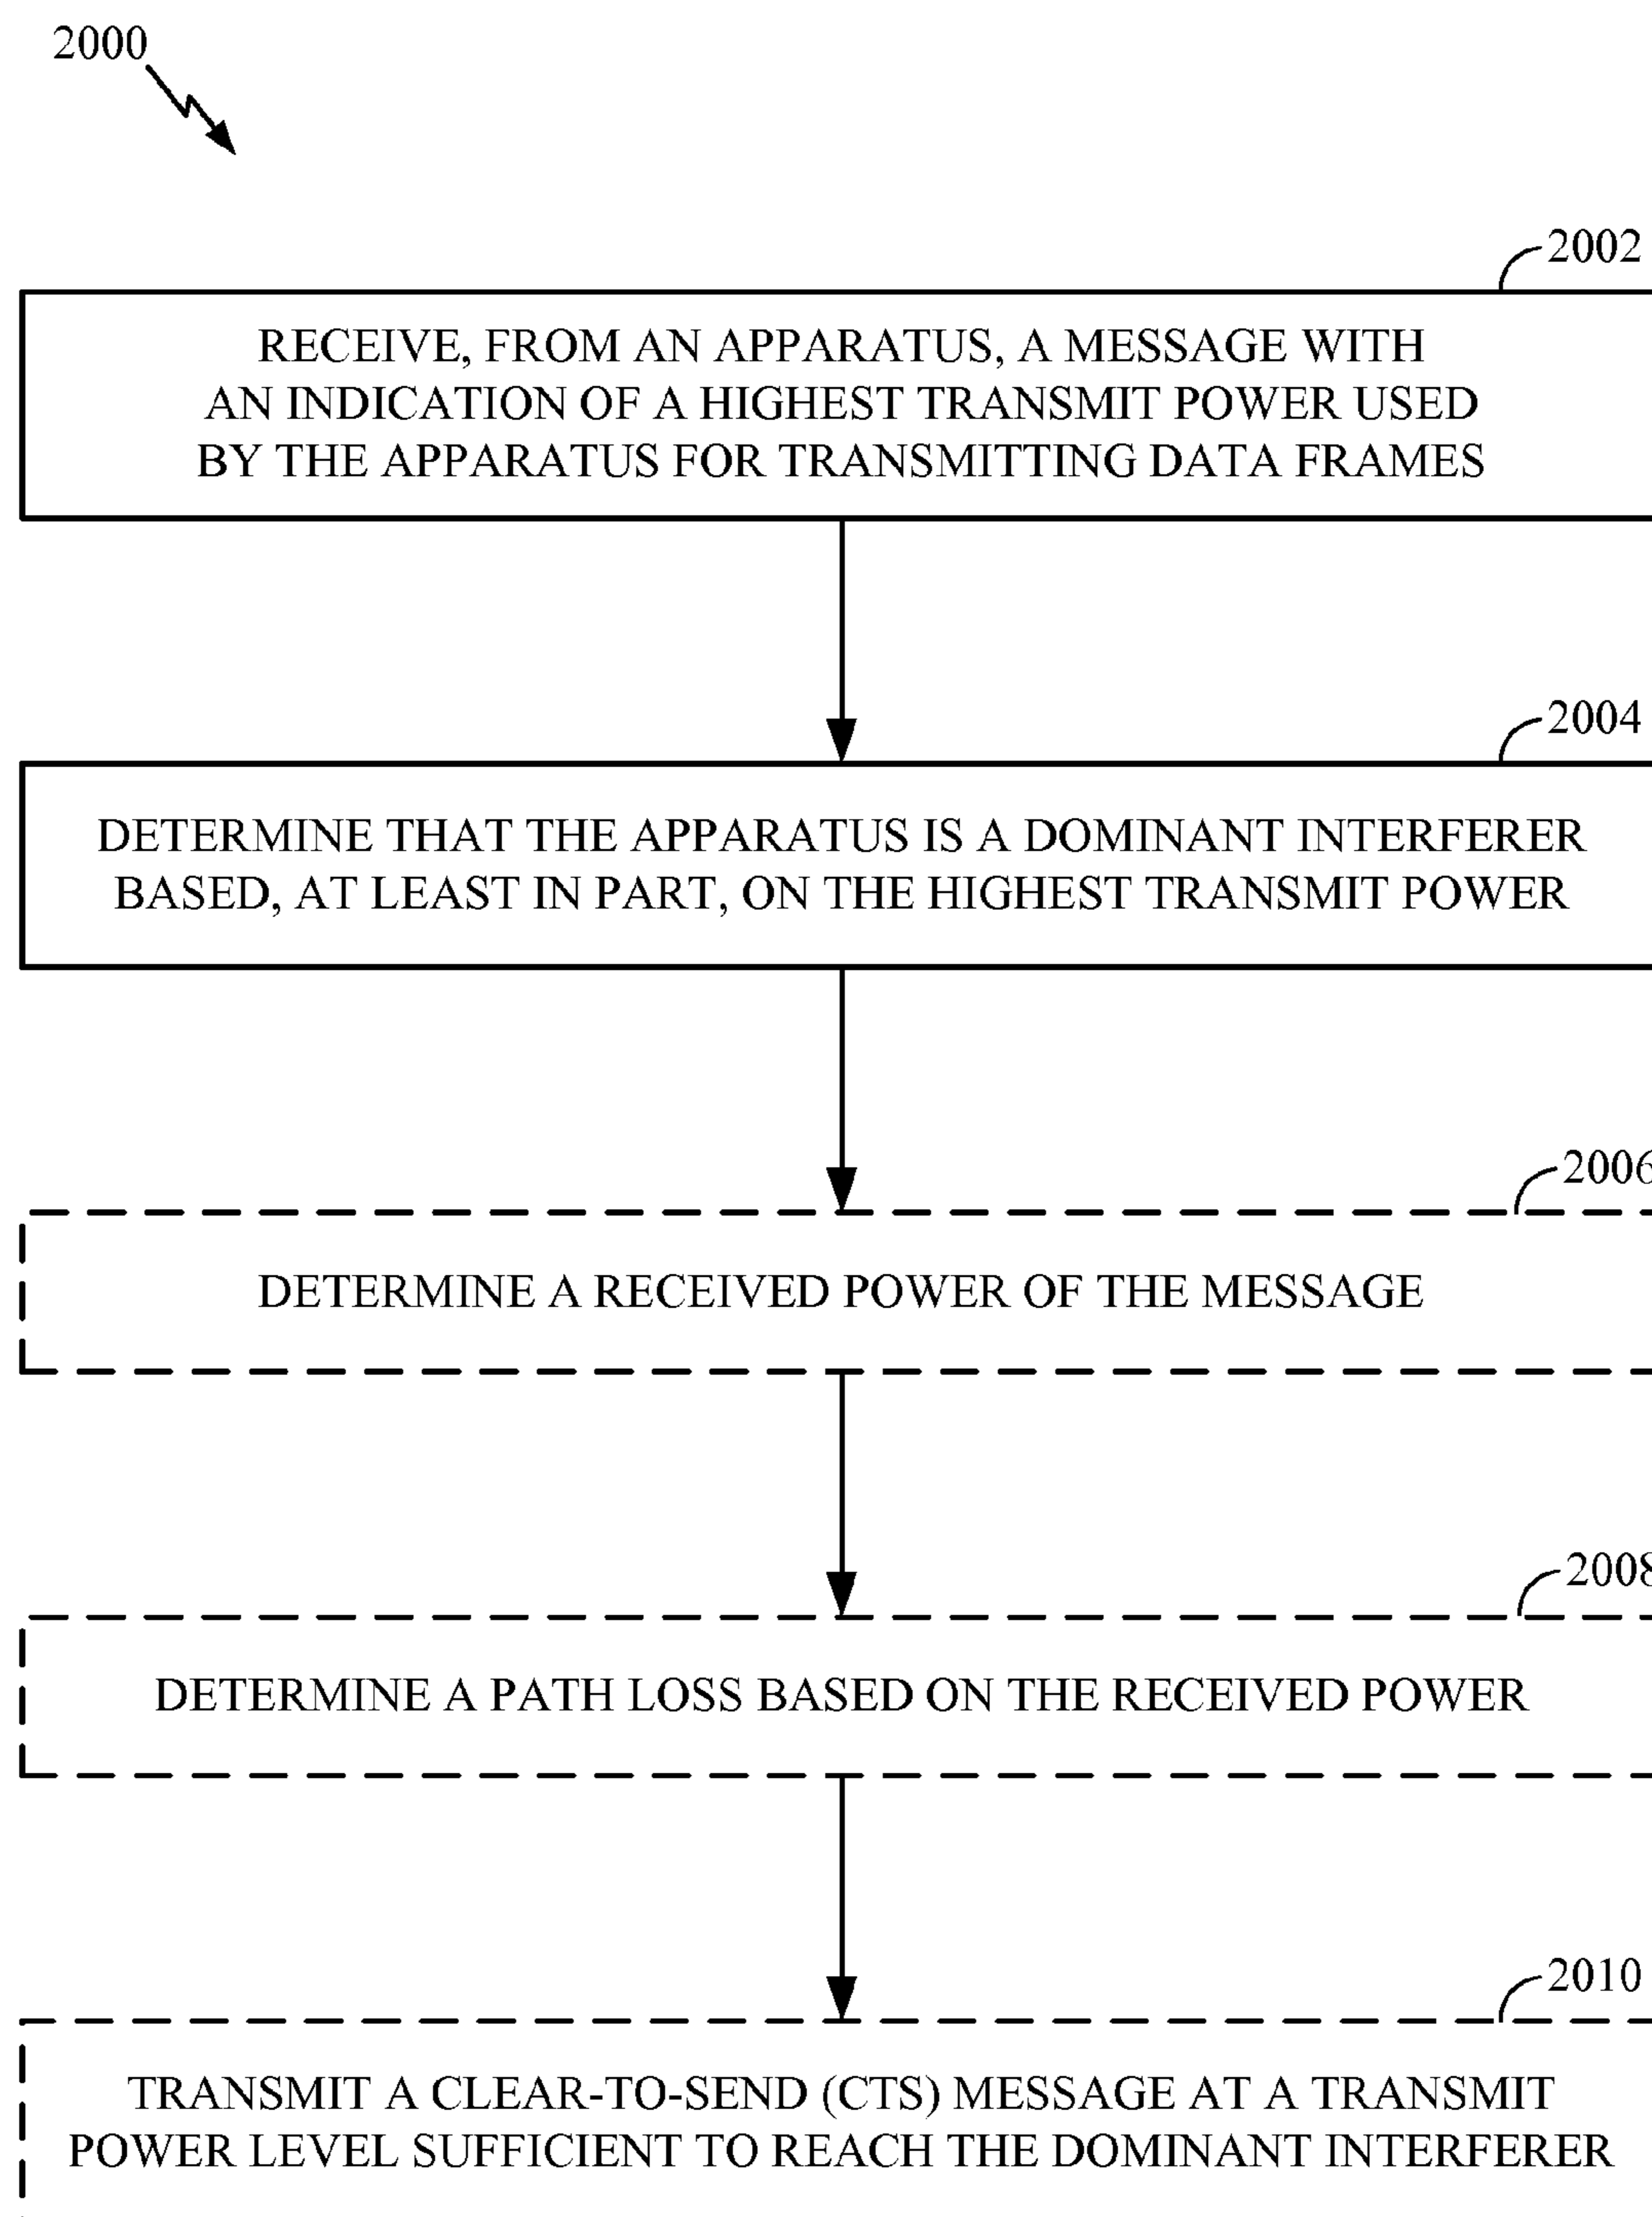 2000
2002
RECEIVE, FROM AN APPARATUS, A MESSAGE WITH
AN INDICATION OF A HIGHEST TRANSMIT POWER USED
BY THE APPARATUS FOR TRANSMITTING DATA FRAMES
2004
DETERMINE THAT THE APPARATUS IS A DOMINANT INTERFERER
BASED, AT LEAST IN PART, ON THE HIGHEST TRANSMIT POWER
2006
DETERMINE A RECEIVED POWER OF THE MESSAGE
2008
DETERMINE A PATH LOSS BASED ON THE RECEIVED POWER
2010
TRANSMIT A CLEAR-TO-SEND (CTS) MESSAGE AT A TRANSMIT
POWER LEVEL SUFFICIENT TO REACH THE DOMINANT INTERFERER